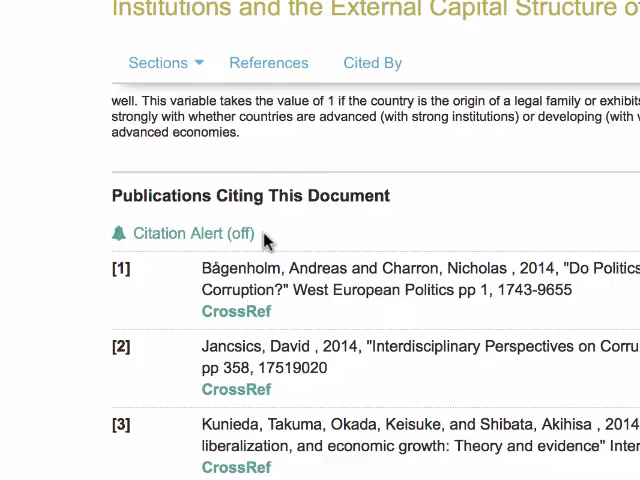 Institutions and the External Capital Structure
Sections References Cited By
well. This variable takes the value of 1 if the country is the origin of a legal family or exhibits
strongly with whether countries are advanced (with strong institutions) or developing (with
advanced economies.
Publications Citing This Document
Citation Alert (off)
[1] Bågenholm, Andreas and Charron, Nicholas , 2014, "Do Politics
Corruption?" West European Politics pp 1, 1743-9655
CrossRef
[2] Jancsics, David , 2014, "Interdisciplinary Perspectives on
pp 358, 17519020
CrossRef
[3] Kunieda, Takuma, Okada, Keisuke, and Shibata, Akihisa , 2014
liberalization, and economic growth: Theory and evidence"
CrossRef